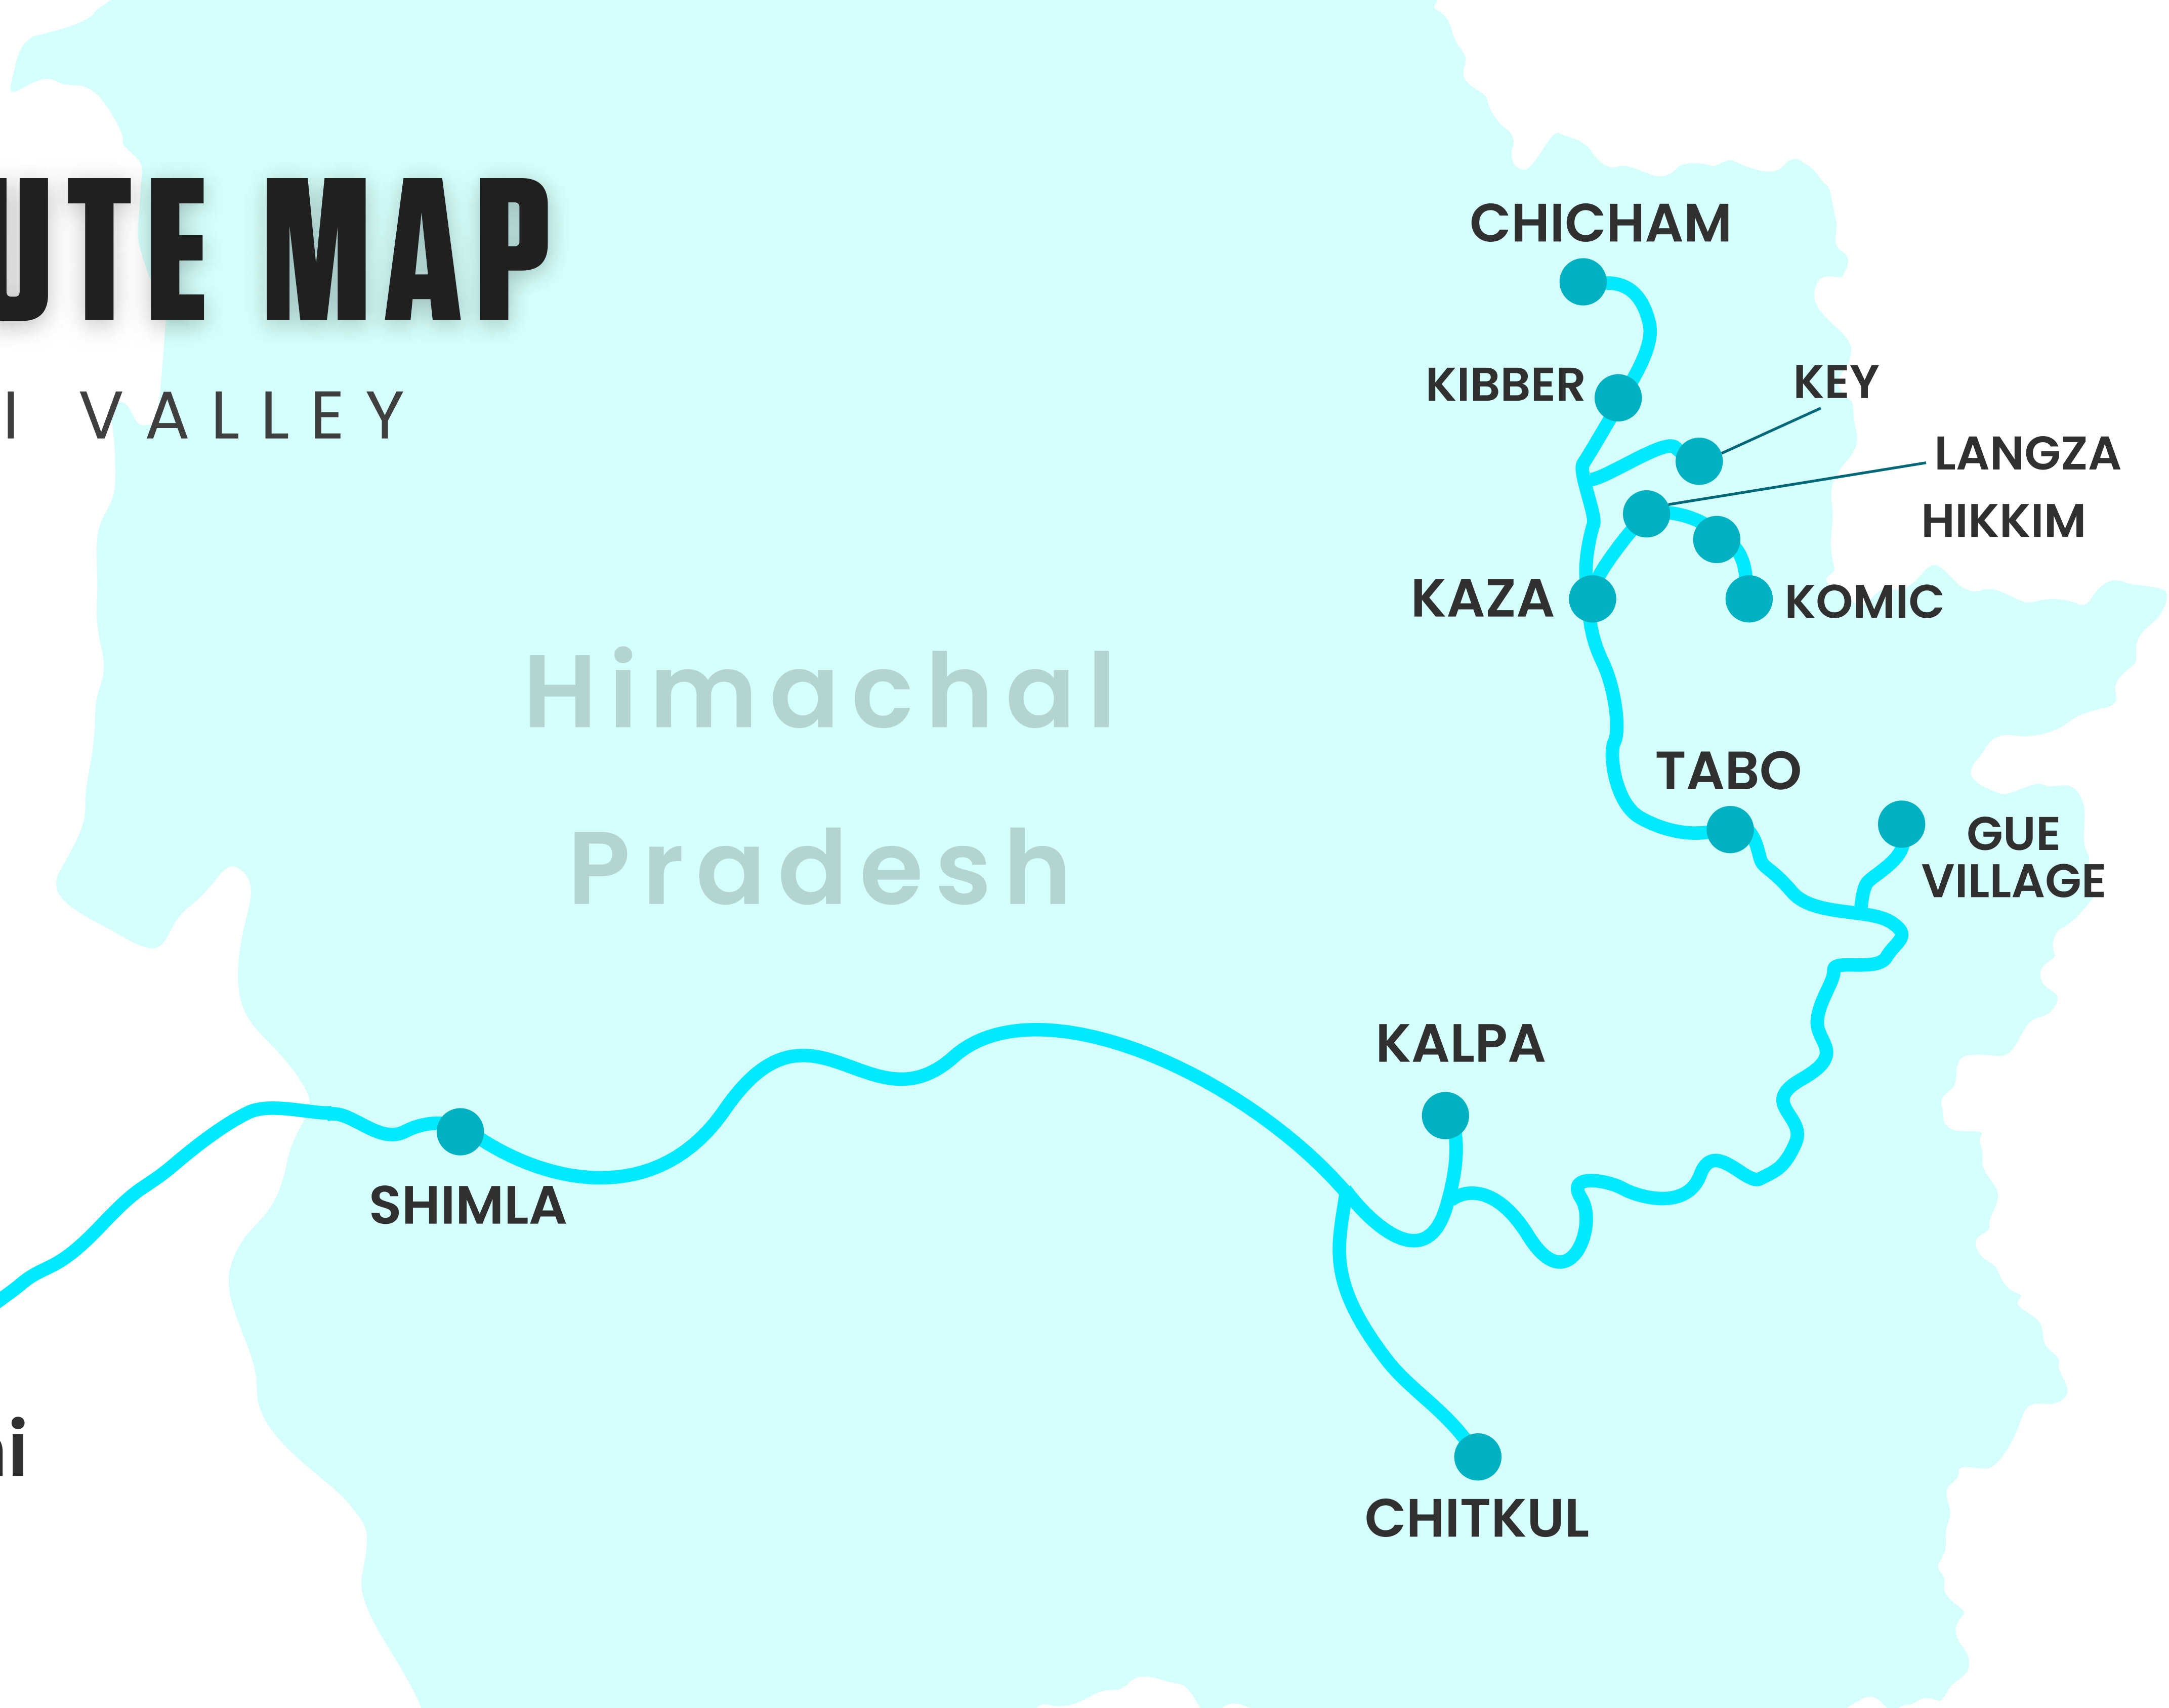 UTE MAP
I VALLEY
CHICHAM
KIBBER
KEY
LANGZA
HIKKIM
KAZA
KOMIC
Himachal
Pradesh
TABO
GUE
VILLAGE
KALPA
SHIMLA
CHITKUL